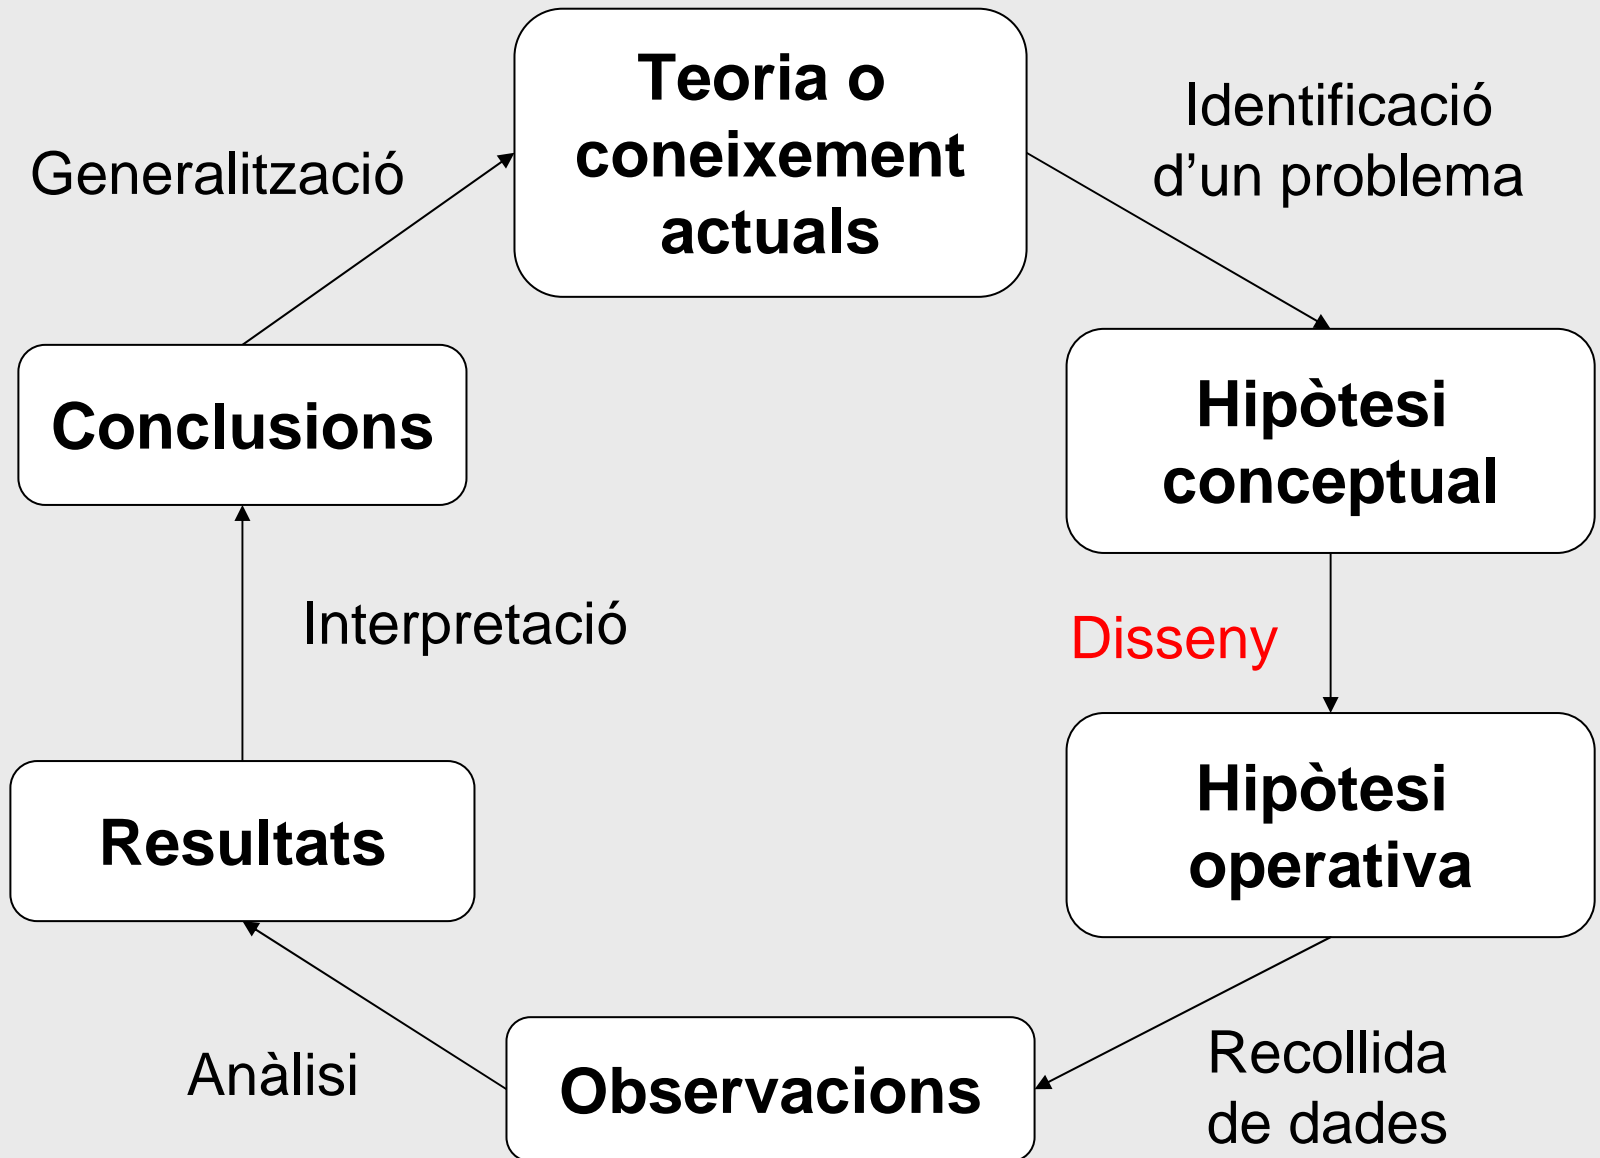 Teoria o
coneixement
actuals
Identificació
d’un problema
Generalització
Hipòtesi
conceptual
Conclusions
Interpretació
Disseny
Hipòtesi
operativa
Resultats
Recollida
de dades
Anàlisi
Observacions